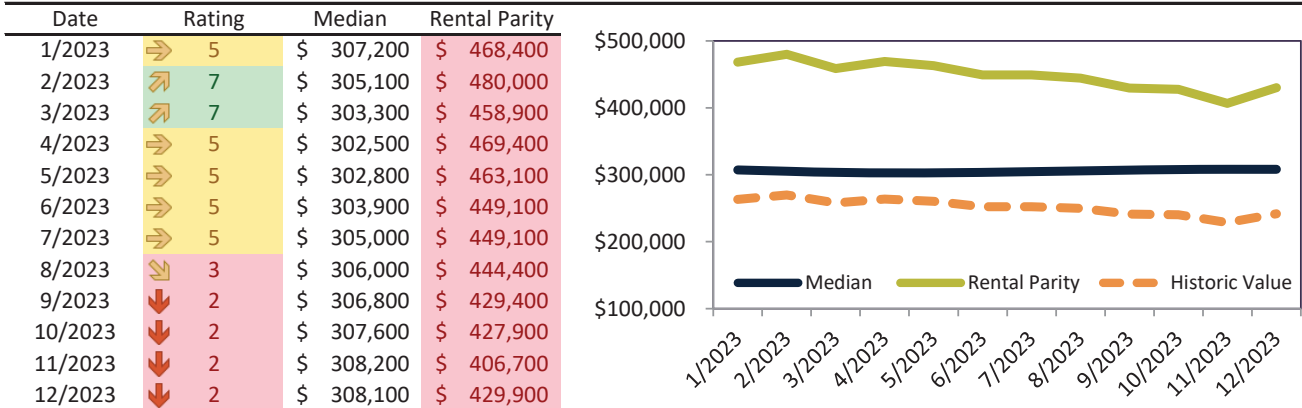 Date Rating Median Rental Parity
1/2023 5 $ 307,200 $ 468,400
2/2023 7 $ 305,100 $ 480,000
3/2023 7 $ 303,300 $ 458,900
4/2023 5 $ 302,500 $ 469,400
5/2023 5 $ 302,800 $ 463,100
6/2023 5 $ 303,900 $ 449,100
7/2023 5 $ 305,000 $ 449,100
8/2023 3 $ 306,000 $ 444,400
9/2023 2 $ 306,800 $ 429,400
10/2023 2 $ 307,600 $ 427,900
11/2023 2 $ 308,200 $ 406,700
12/2023 2 $ 308,100 $ 429,900
$500,000
$400,000
$300,000
$200,000
$100,000
Median Rental Parity Historic Value
1/2023 2/2023 3/2023 4/2023 5/2023 6/2023 7/2023 8/2023 9/2023 10/2023 11/2023 12/2023